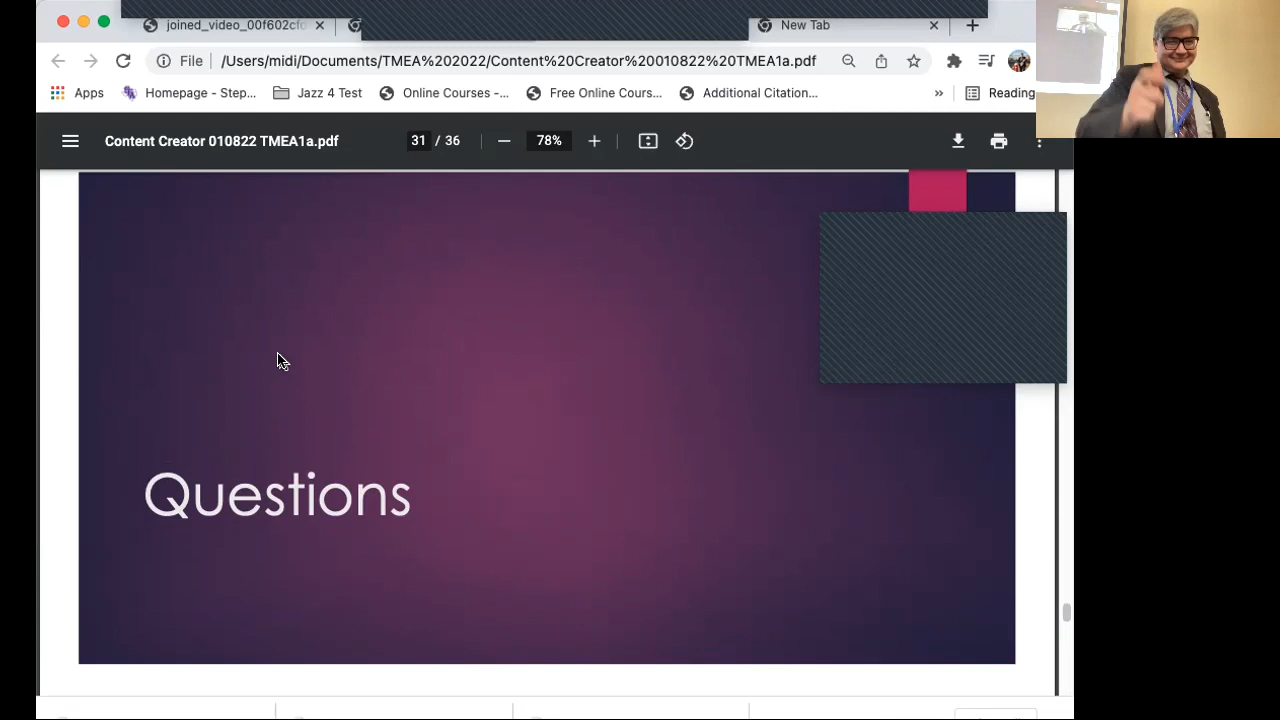 joined_video_00f602cfc
New Tab
File
/Users/midi/Documents/TMEA%202022/Content%20Creator%20010822%20TMEA1a.pdf
Apps
Homepage - Step...
Jazz 4 Test
Online Courses -...
Free Online Cours...
Additional Citation...
»
Reading
Content Creator 010822 TMEA1a.pdf
31 / 36
78%
Questions